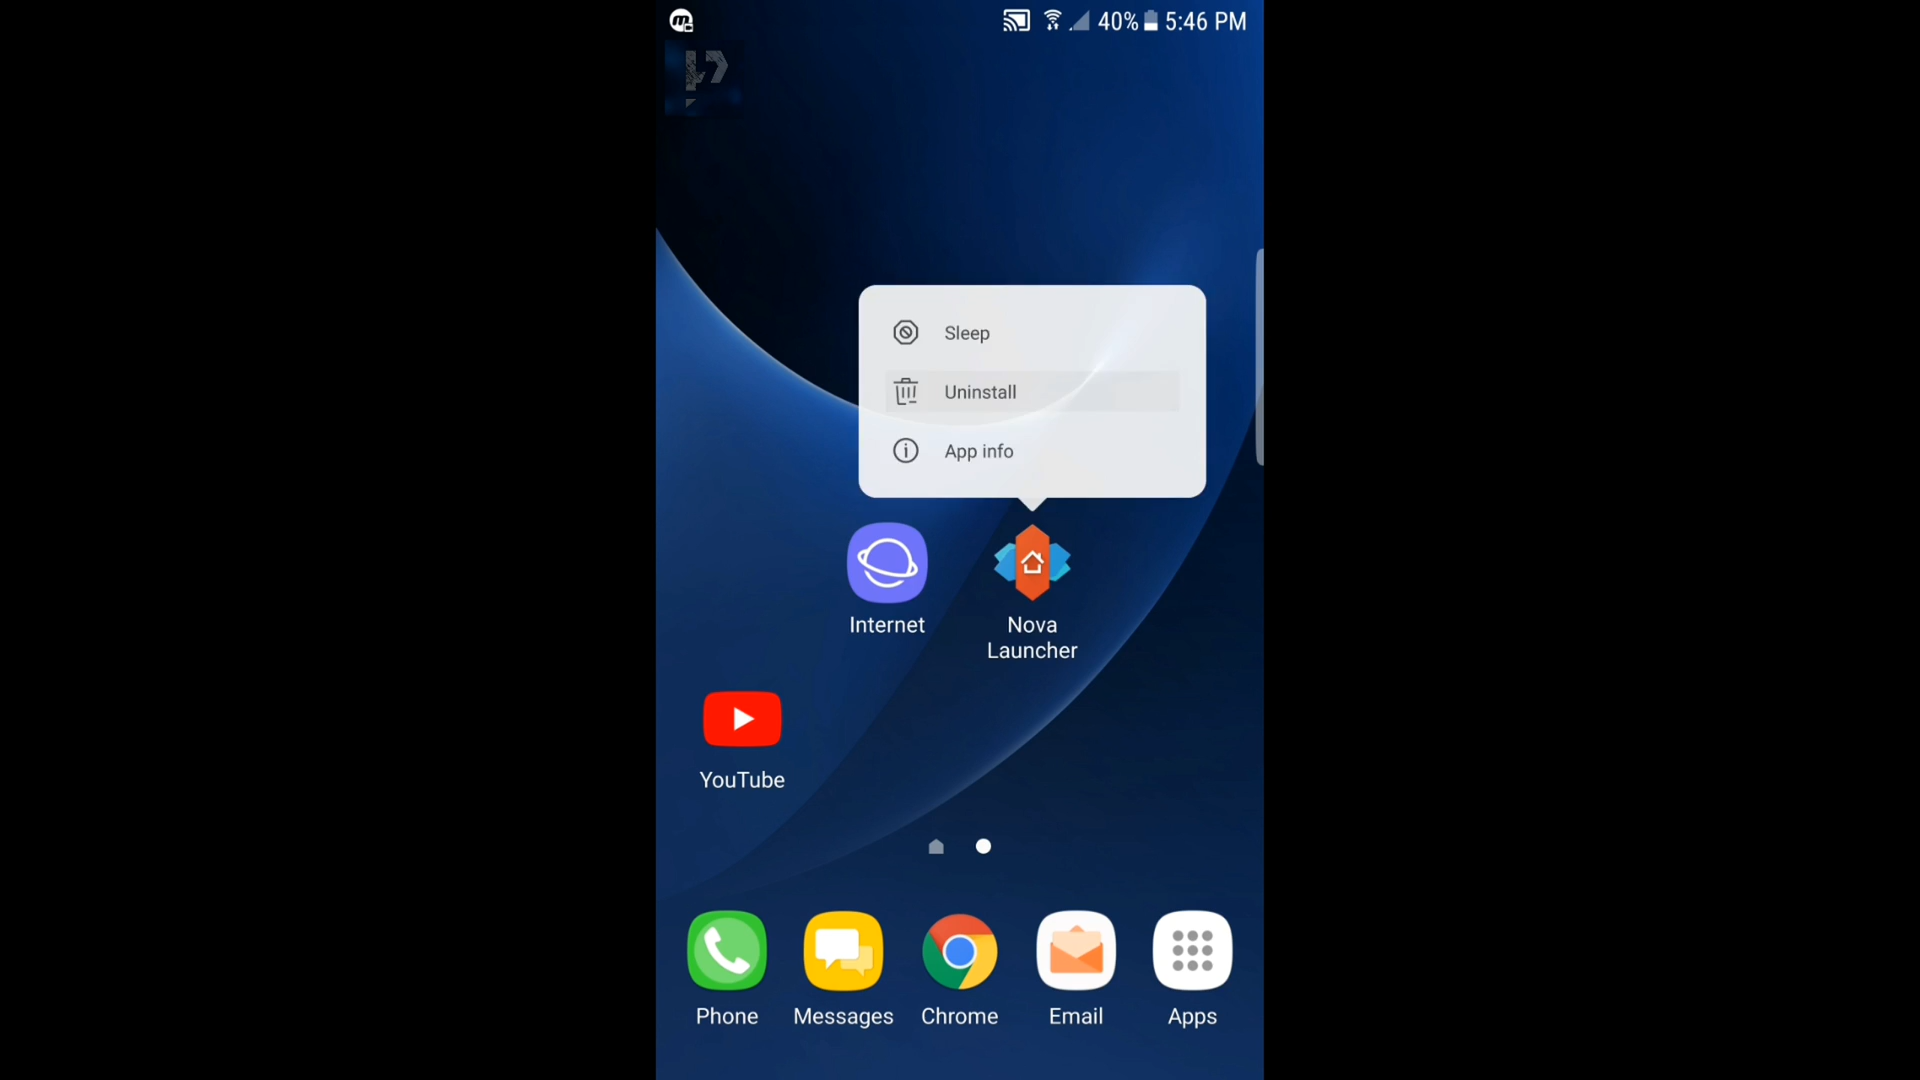 40% 5:46 PM
Sleep
Uninstall
App info
Internet
Nova
Launcher
YouTube
Phone
Messages
Chrome
Email
Apps